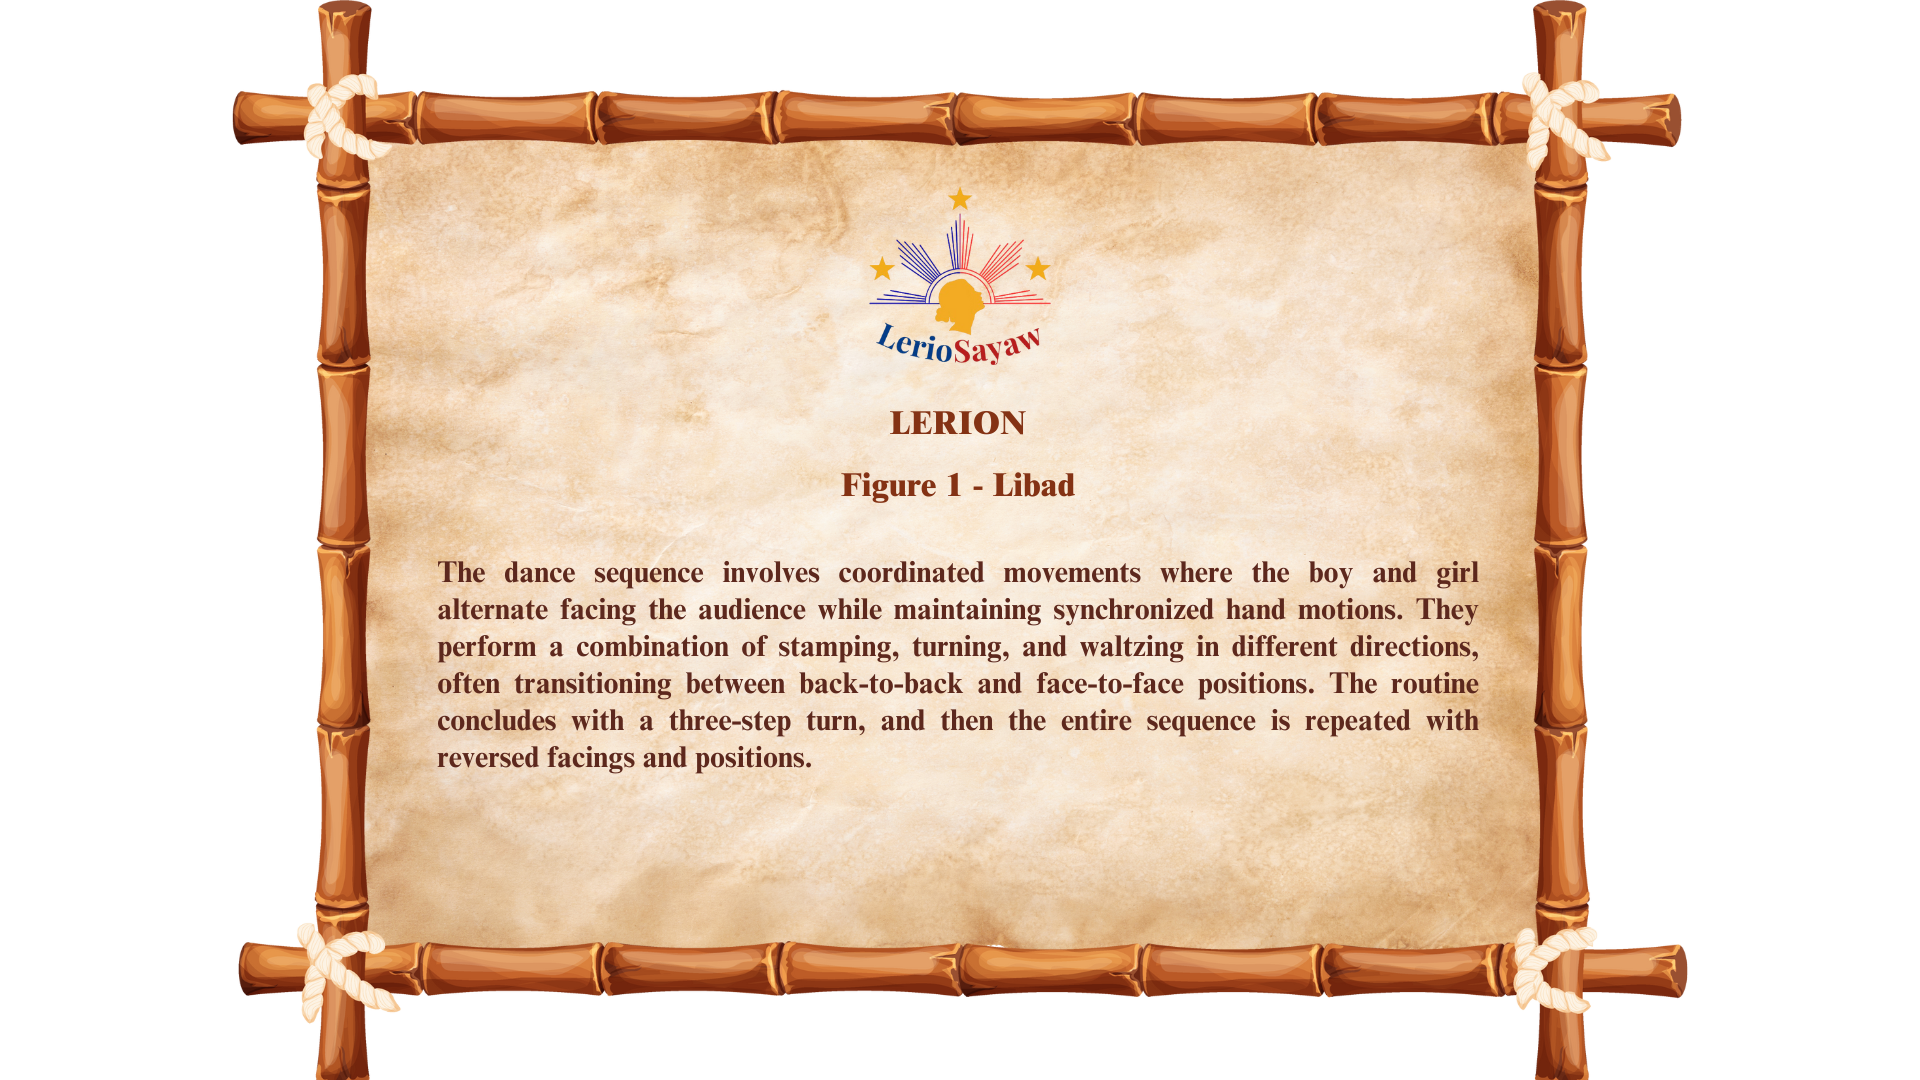 LerioSayaw
LERION
Figure 1 - Libad
The dance sequence involves coordinated movements where the boy and girl
alternate facing the audience while maintaining synchronized hand motions. They
perform a combination of stamping, turning, and waltzing in different directions,
often transitioning between back-to-back and face-to-face positions. The routine
concludes with a three-step turn, and then the entire sequence is repeated with
reversed facings and positions.